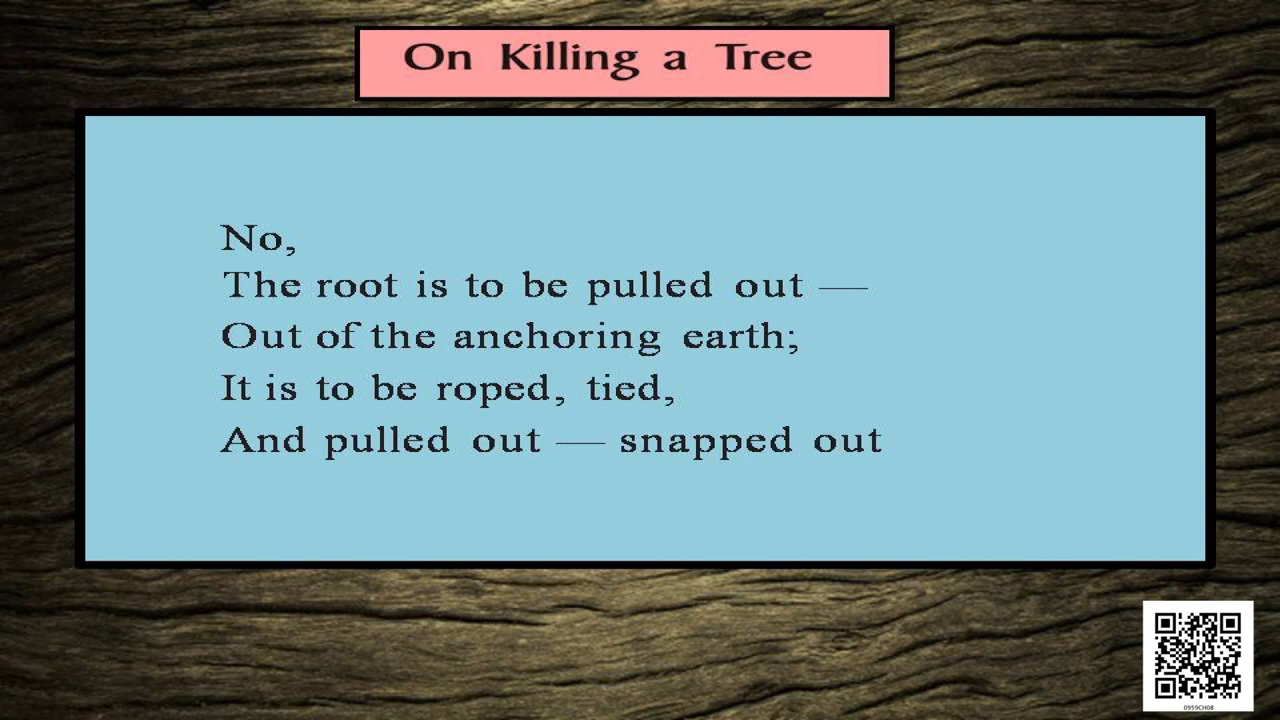 On Killing a Tree
No,
The root is to be pulled out —
Out of the anchoring earth;
It is to be roped, tied,
And pulled out — snapped out
0959CH08